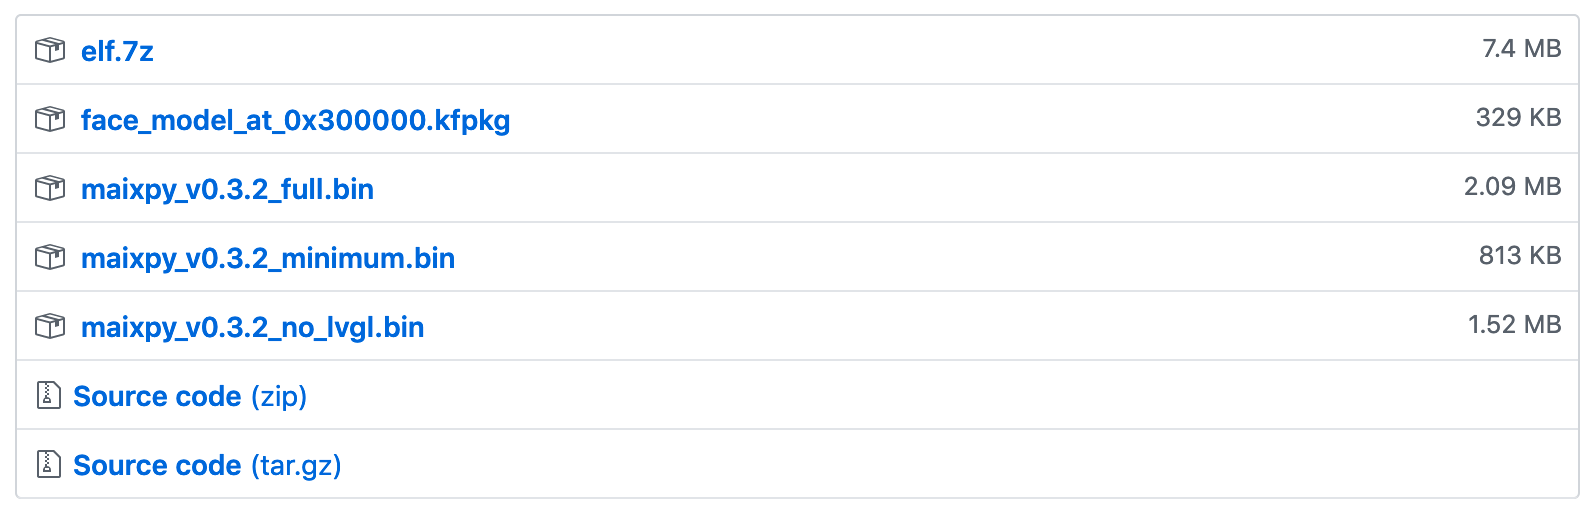 elf.7z 7.4 MB
face_model_at_0x300000.kfpkg 329 KB
maixpy_v0.3.2_full.bin 2.09 MB
maixpy_v0.3.2_minimum.bin 813 KB
maixpy_v0.3.2_no_lvgl.bin 1.52 MB
Source code (zip)
Source code (tar.gz)